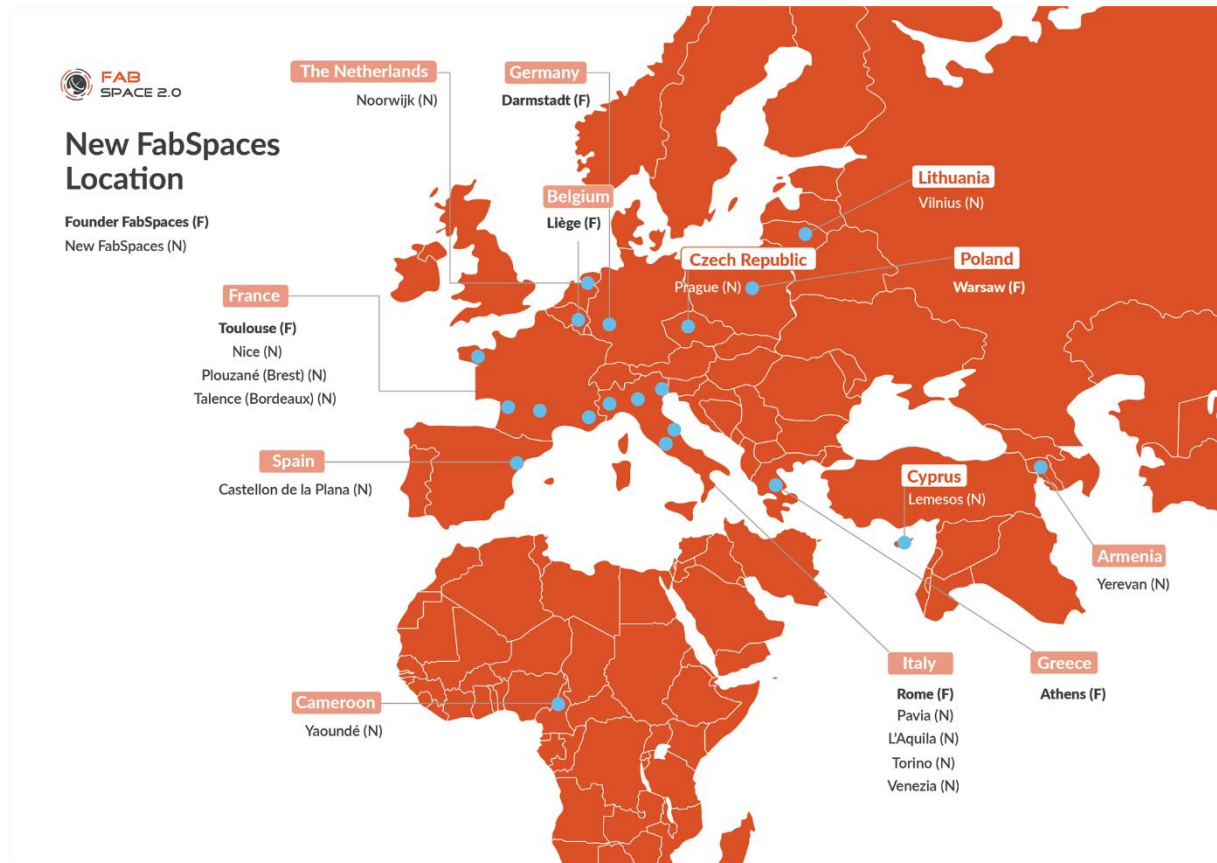 FAB
SPACE 2.0
New FabSpaces
Location
Founder FabSpaces (F)
New FabSpaces (N)
The Netherlands
Noorwijk (N)
Germany
Darmstadt (F)
Belgium
Liège (F)
Lithuania
Vilnius (N)
Czech Republic
Prague (N)
Poland
Warsaw (F)
France
Toulouse (F)
Nice (N)
Plouzané (Brest) (N)
Talence (Bordeaux) (N)
Spain
Castellon de la Plana (N)
Cyprus
Lemesos (N)
Armenia
Yerevan (N)
Italy
Rome (F)
Pavia (N)
L'Aquila (N)
Torino (N)
Venezia (N)
Greece
Athens (F)
Cameroon
Yaoundé (N)